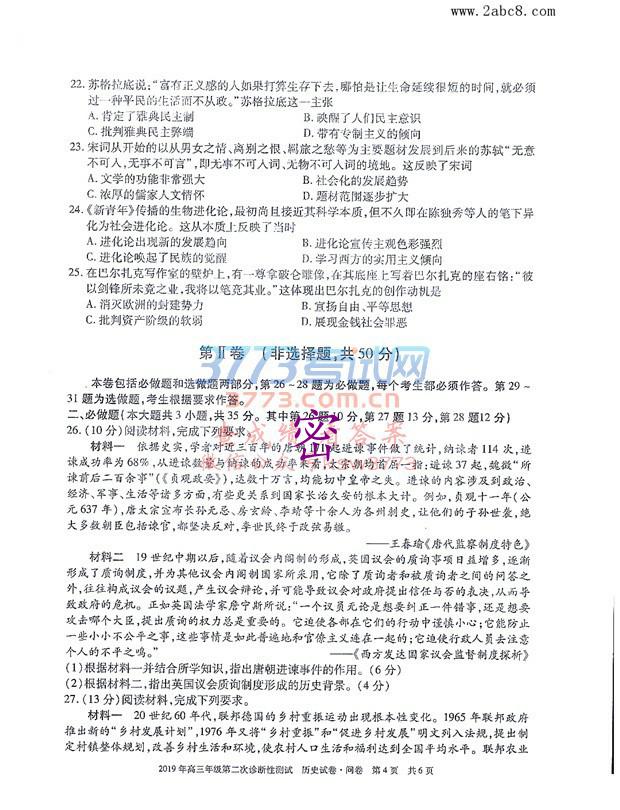 www.2abc8.com
22.苏格拉底说:“富有正义感的人如果打算生存下去,哪怕是让生命延续很短的时间,就必须
过一种平民的生活而不从政。”苏格拉底这一主张
A.肯定了雅典民主制 B.唤醒了人们民主意识
C.批判雅典民主弊端 D.带有专制主义的倾向
23.宋词从开始的以从男女之情、离别之恨、羁旅之愁等为主要题材发展到后来的苏轼“无意
不可人,无事不可言”,即无事不可入词、无物不可入词的境地。这反映了宋词
A.文学的功能非常强大 B.社会化的发展趋势
C.浓厚的儒家人文情怀 D.题材范围逐步扩大
24.《新青年》传播的生物进化论,最初尚且接近其科学本质,但不久即在陈独秀等人的笔下异
化为社会进化论。这从本质上反映了当时
A.进化论出现新的发展趋向 B.进化论宣传主观色彩强烈
C.进化论唤起了民族的觉醒 D.学习西方的实用主义倾向
25.在巴尔扎克写作室的壁炉上,有一尊拿破仑雕像,在其底座上写着巴尔扎克的座右铭:“彼
以剑锋所未竟之业,我将以笔竞其业。”这体现出巴尔扎克的创作动机是
A.消灭欧洲的封建势力 B.宣扬自由、平等思想
C.批判资产阶级的软弱 D.展现金钱社会罪恶
第Ⅱ卷 (非选择题,共50分)
本卷包括必做题和选做题两部分,第26~28题为必做题,每个考生都必须作答。第29~
31题为选做题,考生根据要求作答。
二、必做题(本大题共3小题,共35分。其中第26题10分,第27题13分,第28题12分)
26.(10分)阅读材料,完成下列要求。
材料一 依据史实,学者对近三百年的唐朝171起进谏事件做了统计,纳谏者114次,进
谏成功率为68%,从进谏数量与纳谏的成功率来看,太宗朝均首屈一指:进谏37起,魏徵“所
谏前后二百余事”(《贞观政要》),达数十万言,均能切中皇帝之失。进谏的内容涉及到政治、
经济、军事、生活等诸多方面,有些更关系到国家长治久安的根本大计。例如,贞观十一年(公
元637年),唐太宗宣布长孙无忌、房玄龄、李靖等十余人为各州刺史,让他们的子孙世袭,绝
大多数朝臣包括谏官,都坚决反对,李世民终于改弦易辙。
——王春瑜《唐代监察制度特色》
材料二 19世纪中期以后,随着议会内阁制的形成,英国议会的质询事项日益增多,逐渐
形成了质询制度,并为其他议会内阁制国家所采用,它除了质询者和被质询者之间的问答之
外,往往构成议会的议题,产生议会辩论,并可能导致议会对政府提出信任与否的表决,从而导
致政府的危机。正如英国法学家詹宁斯所说:“一个议员无论是想要纠正一件错事,还是想要
攻击哪个大臣,提出质询的权力总是重要的。它迫使各部在它们的行动中谨慎小心;它能防止
一些小小不公平之事,这些事情是如此普遍地和官僚主义连在一起的;它迫使行政人员去注意
个人的不平之鸣。” ——《西方发达国家议会监督制度探析》
(1)根据材料一并结合所学知识,指出唐朝进谏事件的作用。(6分)
(2)根据材料二,指出英国议会质询制度形成的历史背景。(4分)
27.(13分)阅读材料,完成下列要求。
材料一 20世纪60年代,联邦德国的乡村重振运动出现根本性变化。1965年联邦政府
推出新的“乡村发展计划”,1976年又将“乡村重振”和“促进乡村发展”明文列入法规,提出制
定村镇整体规划,改善乡村生活和环境,使农村人口生活和福利达到全国平均水平。联邦农业
2019年高三年级第二次诊断性测试 历史试卷·问卷 第4页 共6页
3773考试网
密